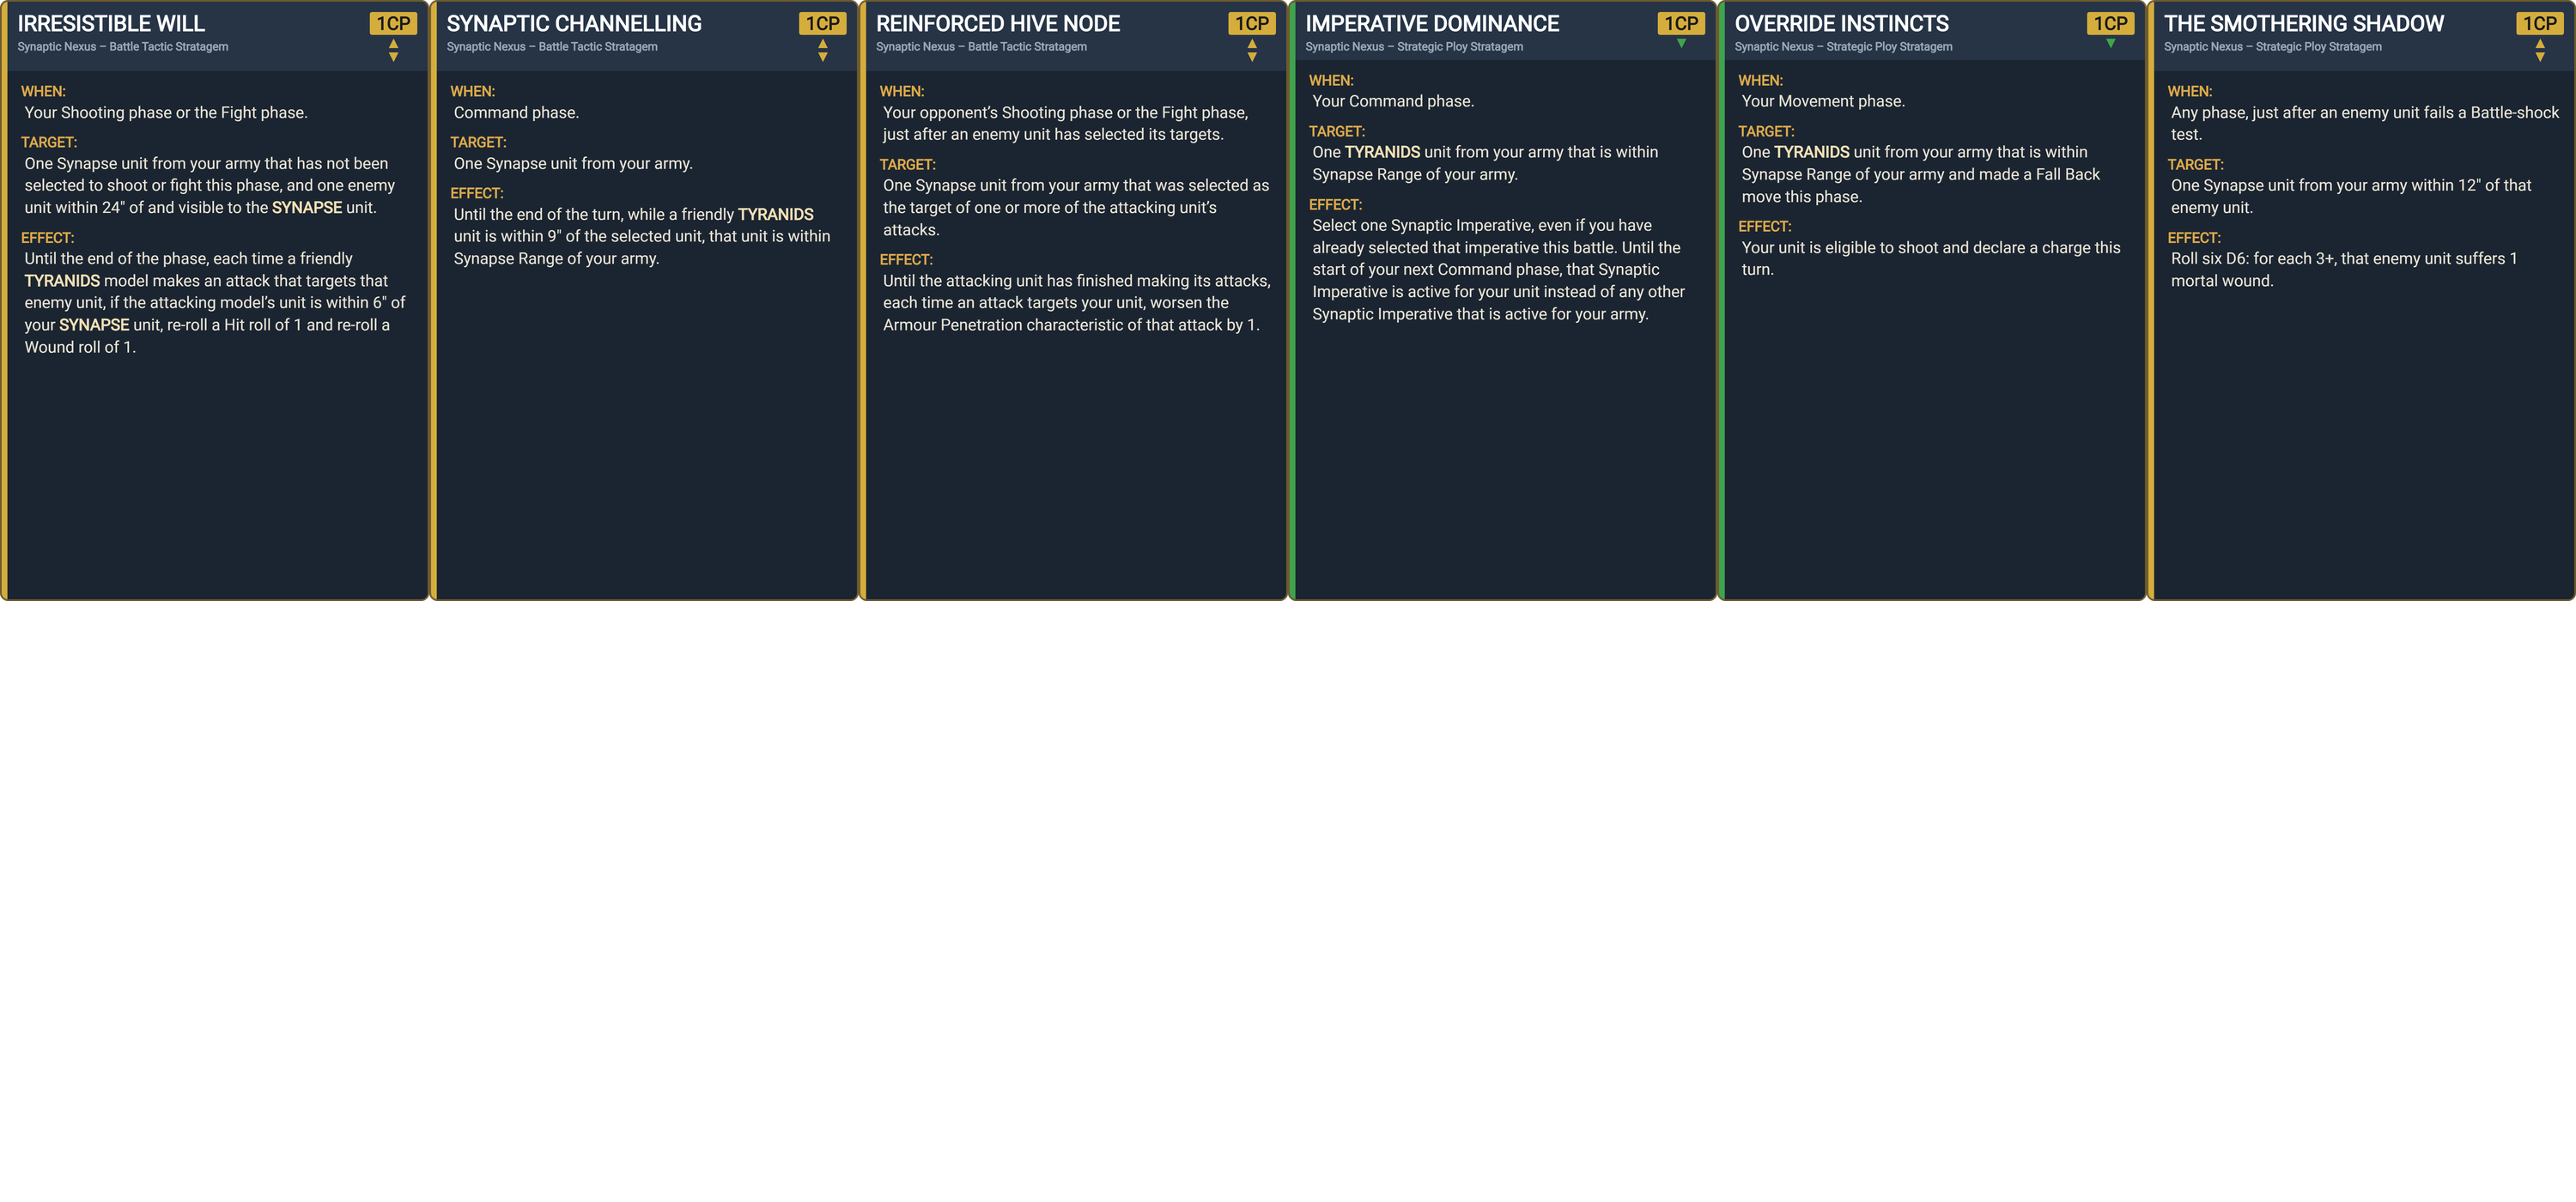 IRRESISTIBLE WILL
1CP
Synaptic Nexus – Battle Tactic Stratagem
WHEN:
Your Shooting phase or the Fight phase.
TARGET:
One Synapse unit from your army that has not been
selected to shoot or fight this phase, and one enemy
unit within 24" of and visible to the SYNAPSE unit.
EFFECT:
Until the end of the phase, each time a friendly
TYRANIDS model makes an attack that targets that
enemy unit, if the attacking model’s unit is within 6" of
your SYNAPSE unit, re-roll a Hit roll of 1 and re-roll a
Wound roll of 1.
SYNAPTIC CHANNELLING
1CP
Synaptic Nexus – Battle Tactic Stratagem
WHEN:
Command phase.
TARGET:
One Synapse unit from your army.
EFFECT:
Until the end of the turn, while a friendly TYRANIDS
unit is within 9" of the selected unit, that unit is within
Synapse Range of your army.
REINFORCED HIVE NODE
1CP
Synaptic Nexus – Battle Tactic Stratagem
WHEN:
Your opponent’s Shooting phase or the Fight phase,
just after an enemy unit has selected its targets.
TARGET:
One Synapse unit from your army that was selected as
the target of one or more of the attacking unit’s
attacks.
EFFECT:
Until the attacking unit has finished making its attacks,
each time an attack targets your unit, worsen the
Armour Penetration characteristic of that attack by 1.
IMPERATIVE DOMINANCE
1CP
Synaptic Nexus – Strategic Ploy Stratagem
WHEN:
Your Command phase.
TARGET:
One TYRANIDS unit from your army that is within
Synapse Range of your army.
EFFECT:
Select one Synaptic Imperative, even if you have
already selected that imperative this battle. Until the
start of your next Command phase, that Synaptic
Imperative is active for your unit instead of any other
Synaptic Imperative that is active for your army.
OVERRIDE INSTINCTS
1CP
Synaptic Nexus – Strategic Ploy Stratagem
WHEN:
Your Movement phase.
TARGET:
One TYRANIDS unit from your army that is within
Synapse Range of your army and made a Fall Back
move this phase.
EFFECT:
Your unit is eligible to shoot and declare a charge this
turn.
THE SMOTHERING SHADOW
1CP
Synaptic Nexus – Strategic Ploy Stratagem
WHEN:
Any phase, just after an enemy unit fails a Battle-shock
test.
TARGET:
One Synapse unit from your army within 12" of that
enemy unit.
EFFECT:
Roll six D6: for each 3+, that enemy unit suffers 1
mortal wound.